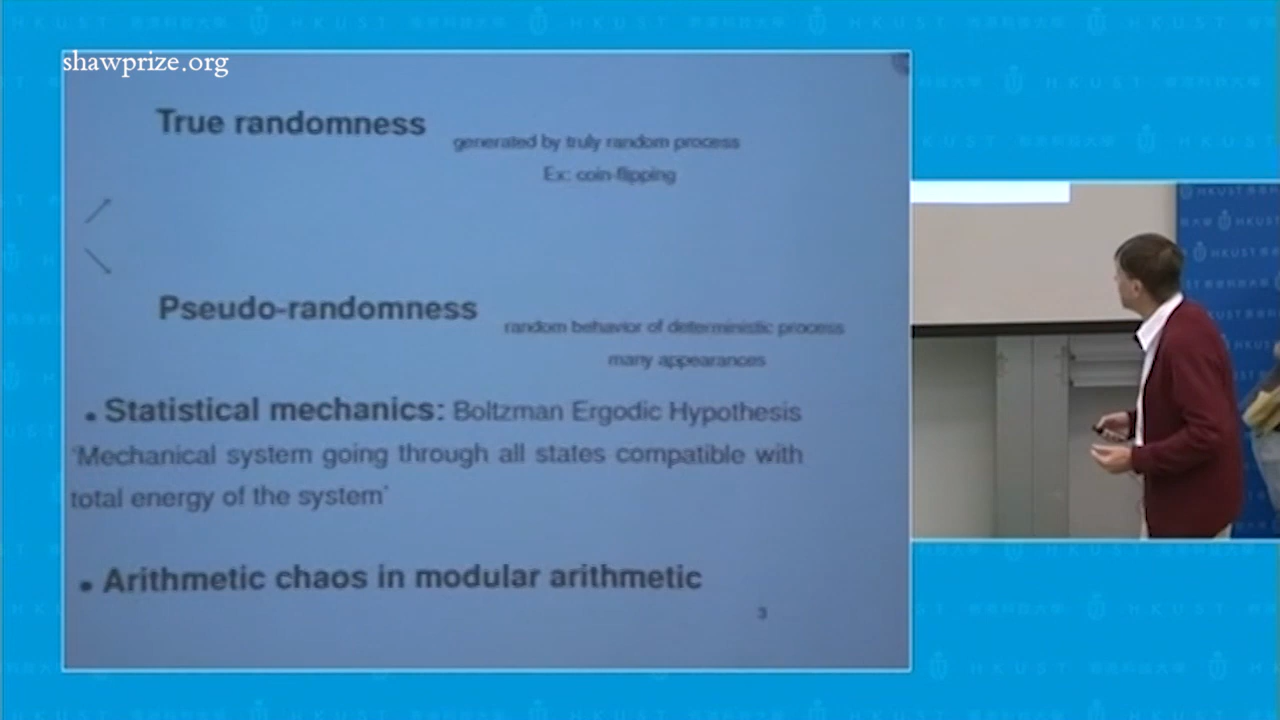 shawprize.org
True randomness
generated by truly random process
Ex: coin-flipping
Pseudo-randomness
random behavior of deterministic process
many appearances
• Statistical mechanics: Boltzman Ergodic Hypothesis
'Mechanical system going through all states compatible with
total energy of the system'
• Arithmetic chaos in modular arithmetic
3
HKUST